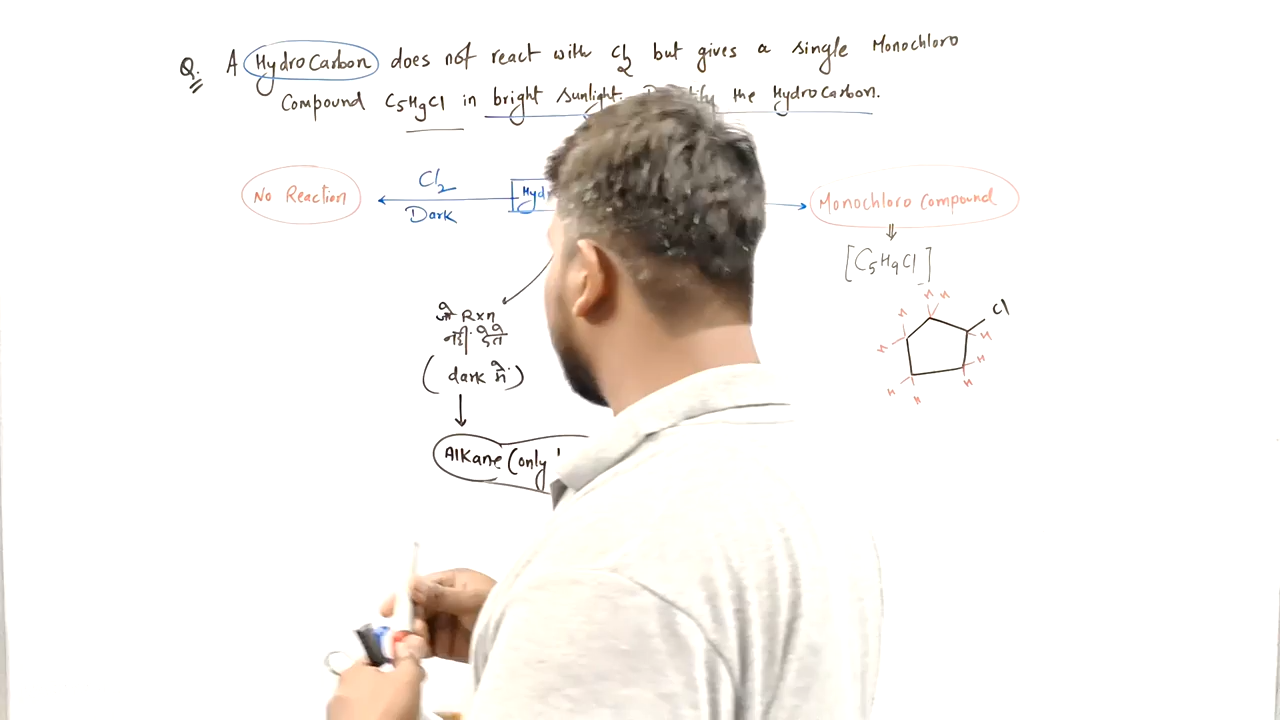 Q. A HydroCarbon does not react with Cl2 but gives a single Monochloro
Compound C5H9Cl in bright sunlight. the HydroCarbon.
No Reaction
Cl2
Dark
Monochloro Compound
[C5H9Cl]
जो Rxn
नहीं देते
(dark में)
Alkane (only
Cl
H H
H
H
H
H
H
H
H